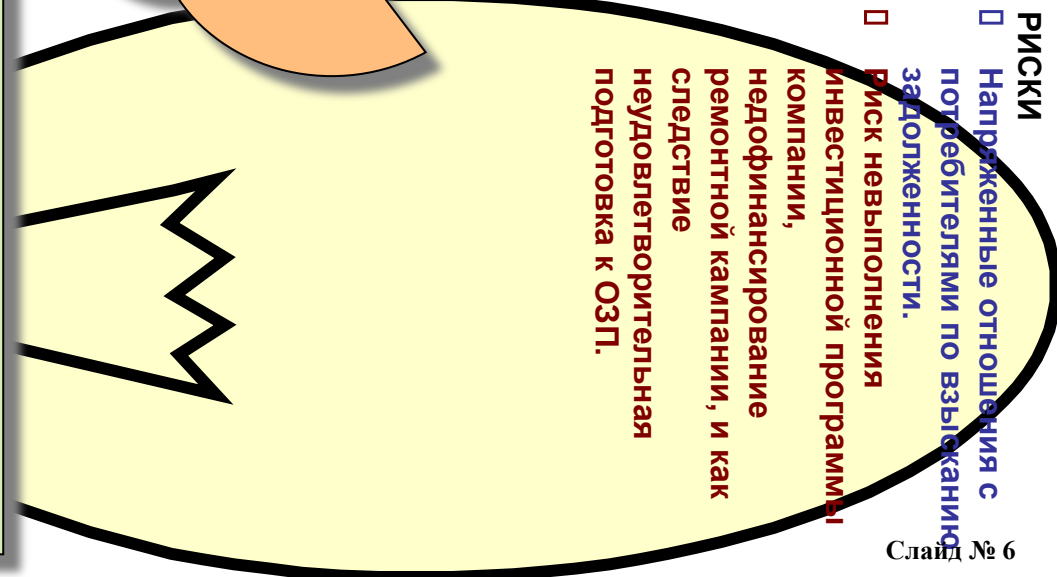 РИСКИ
Напряженные отношения с
потребителями по взысканию
задолженности.
Риск невыполнения
инвестиционной программы
компании,
недофинансирование
ремонтной кампании, и как
следствие
неудовлетворительная
подготовка к ОЗП.
Слайд № 6